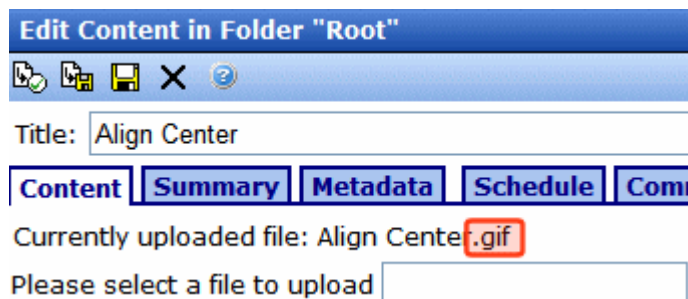 Edit Content in Folder "Root"
Title: Align Center
Content Summary Metadata Schedule
Currently uploaded file: Align Center.gif
Please select a file to upload